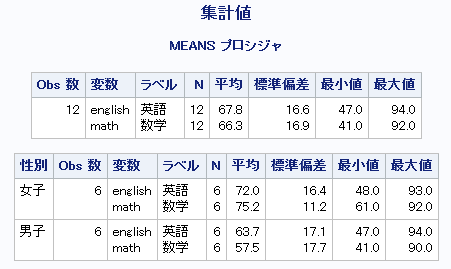 集計値
MEANS プロシジャ
Obs 数 変数 ラベル N 平均 標準偏差 最小値 最大値
12 english 英語 12 67.8 16.6 47.0 94.0
math 数学 12 66.3 16.9 41.0 92.0
性別 Obs 数 変数 ラベル N 平均 標準偏差 最小値 最大値
女子 6 english 英語 6 72.0 16.4 48.0 93.0
math 数学 6 75.2 11.2 61.0 92.0
男子 6 english 英語 6 63.7 17.1 47.0 94.0
math 数学 6 57.5 17.7 41.0 90.0